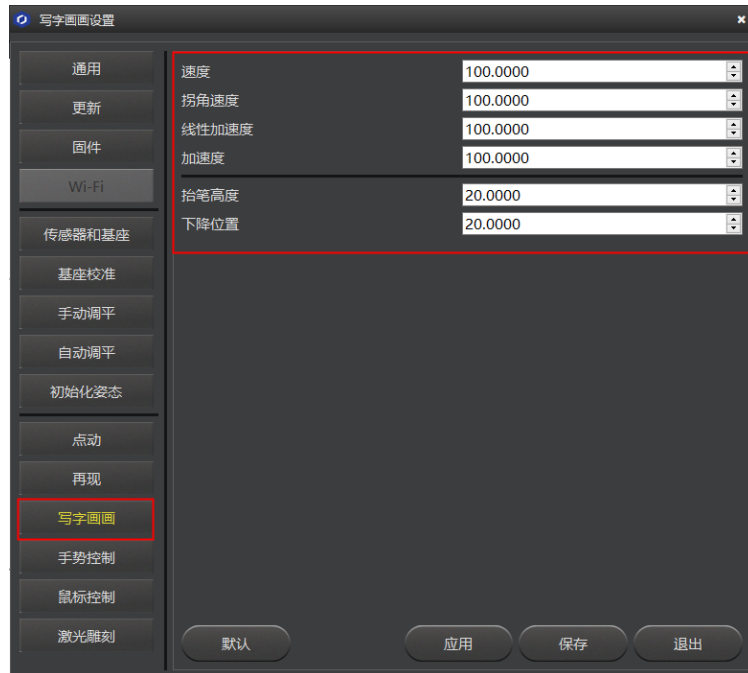 写字画画设置
通用
更新
固件
Wi-Fi
传感器和基座
基座校准
手动调平
自动调平
初始化姿态
点动
再现
写字画画
手势控制
鼠标控制
激光雕刻
速度 100.0000
拐角速度 100.0000
线性加速度 100.0000
加速度 100.0000
抬笔高度 20.0000
下降位置 20.0000
默认 应用 保存 退出